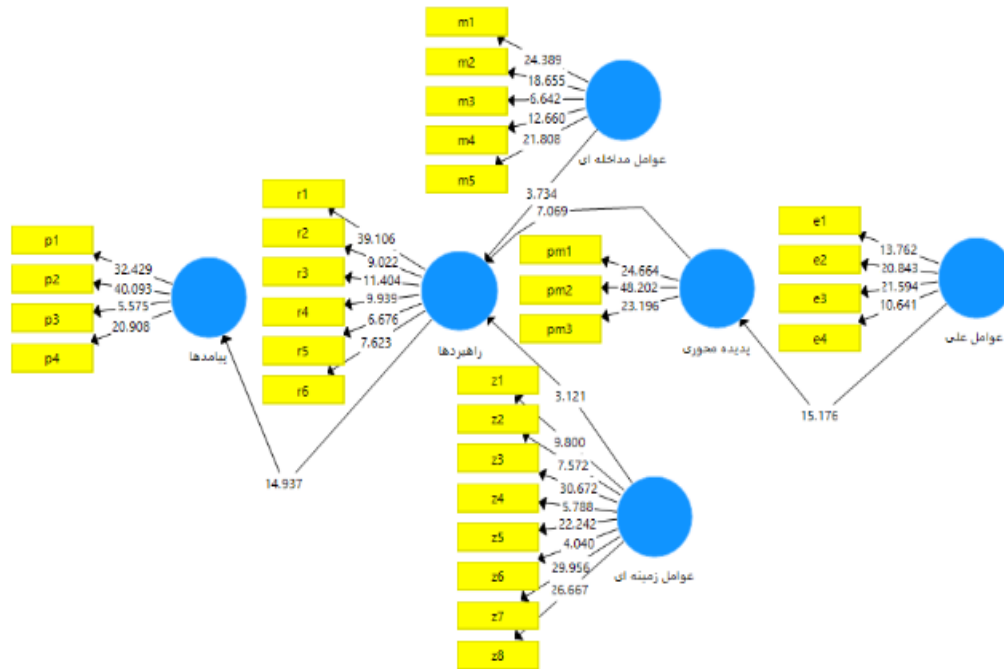 m1
m2
m3
m4
m5
24.389
18.655
6.642
12.660
21.808
عوامل مداخله ای
3.734
7.069
r1
r2
r3
r4
r5
r6
39.106
9.022
11.404
9.939
6.676
7.623
راهبردها
p1
p2
p3
p4
32.429
40.093
5.575
20.908
پیامدها
14.937
pm1
pm2
pm3
24.664
48.202
23.196
پدیده محوری
e1
e2
e3
e4
13.762
20.843
21.594
10.641
عوامل علی
15.176
3.121
z1
z2
z3
z4
z5
z6
z7
z8
9.800
7.572
30.672
5.788
22.242
4.040
29.956
26.667
عوامل زمینه ای